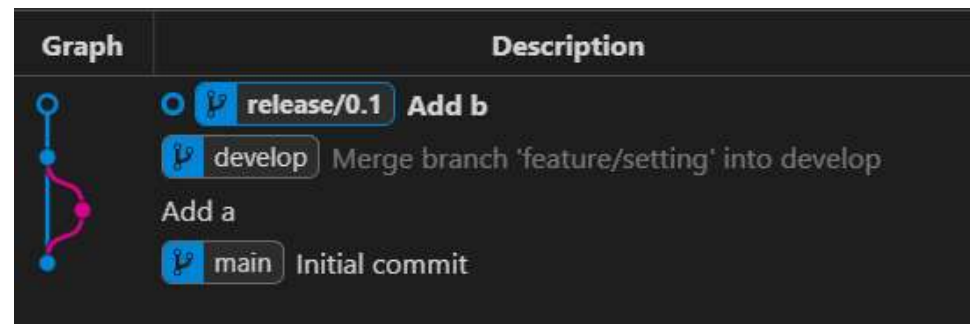 Graph Description
release/0.1 Add b
develop Merge branch 'feature/setting' into develop
Add a
main Initial commit